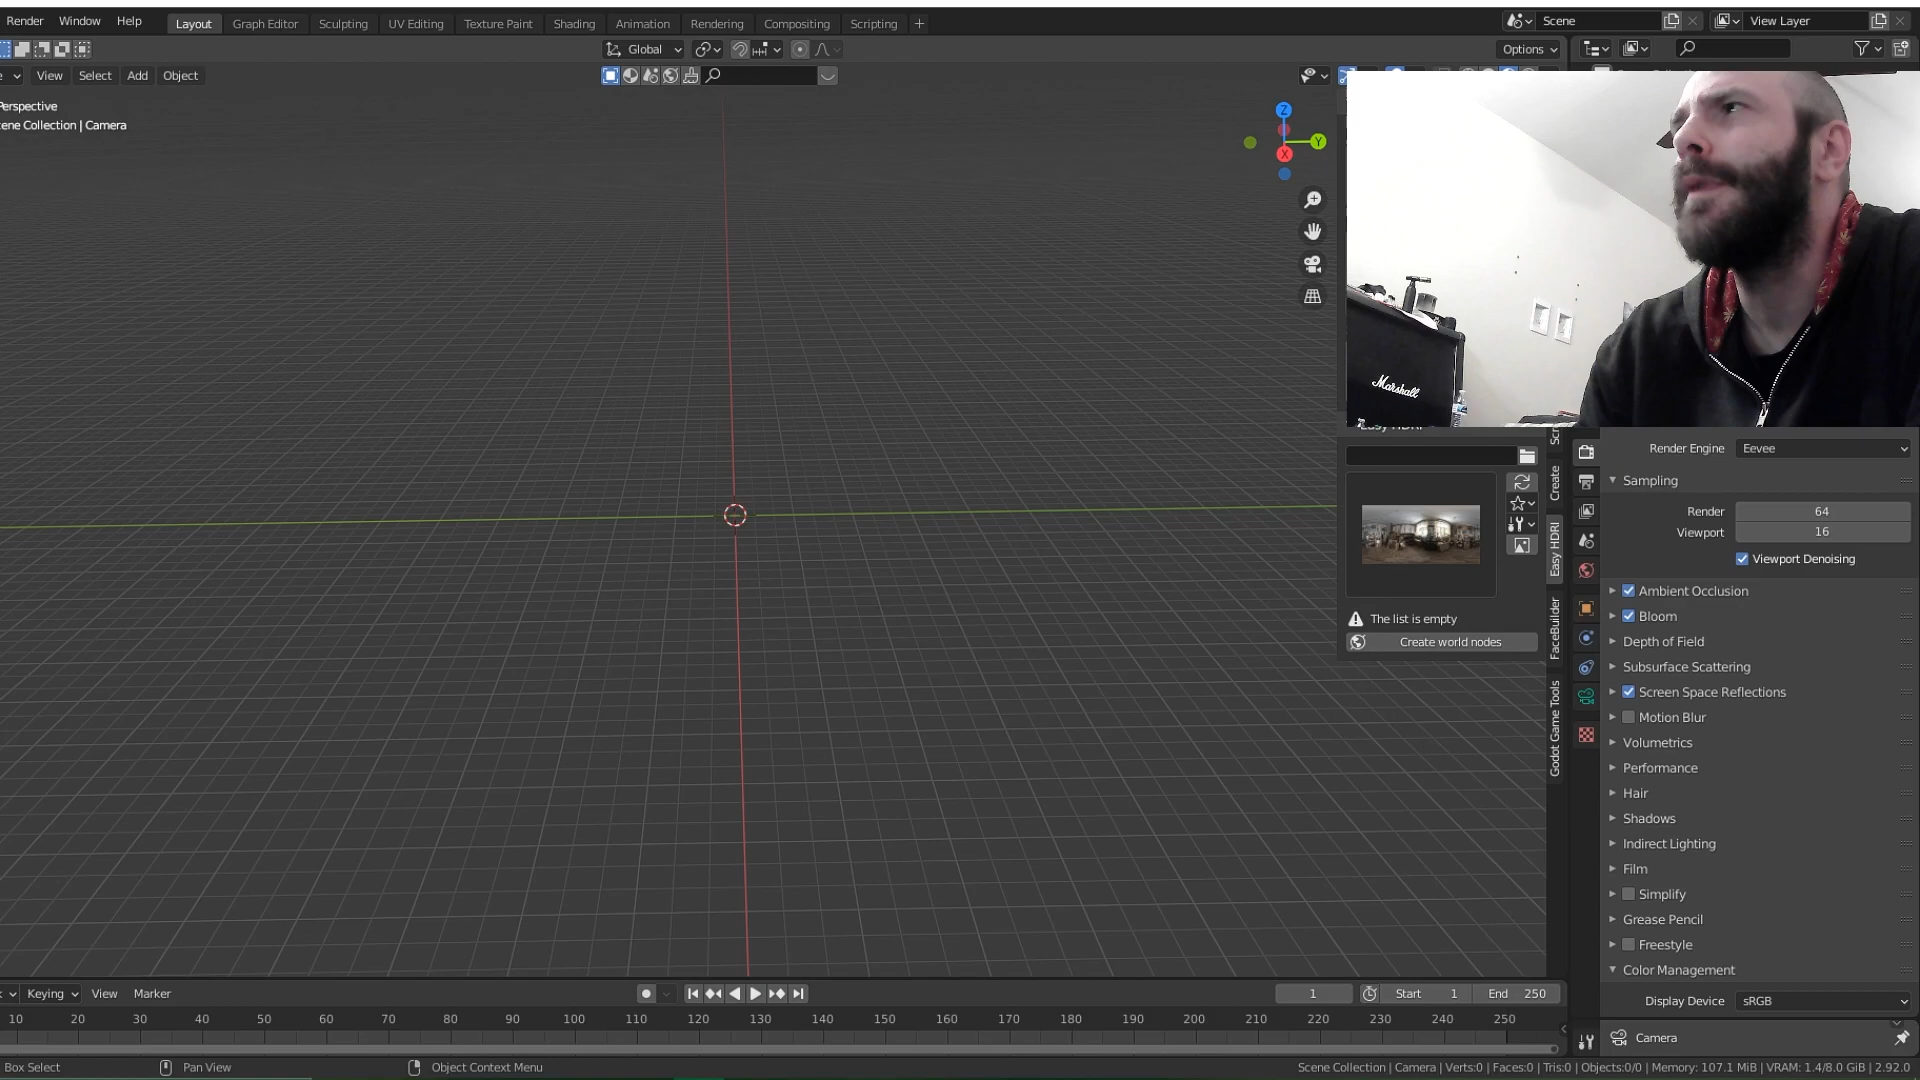 Render Window Help Layout Graph Editor Sculpting UV Editing Texture Paint Shading Animation Rendering Compositing Scripting + Scene View Layer
Global Options
View Select Add Object
Perspective
ene Collection | Camera
Z
Y
X
Marshall
Create
Easy HDRI
FaceBuilder
Godot Game Tools
The list is empty
Create world nodes
Render Engine Eevee
Sampling
Render 64
Viewport 16
Viewport Denoising
Ambient Occlusion
Bloom
Depth of Field
Subsurface Scattering
Screen Space Reflections
Motion Blur
Volumetrics
Performance
Hair
Shadows
Indirect Lighting
Film
Simplify
Grease Pencil
Freestyle
Color Management
Display Device sRGB
Camera
Keying View Marker 1 Start 1 End 250
10 20 30 40 50 60 70 80 90 100 110 120 130 140 150 160 170 180 190 200 210 220 230 240 250
Box Select Pan View Object Context Menu Scene Collection | Camera | Verts:0 | Faces:0 | Tris:0 | Objects:0/0 | Memory: 107.1 MiB | VRAM: 1.4/8.0 GiB | 2.92.0